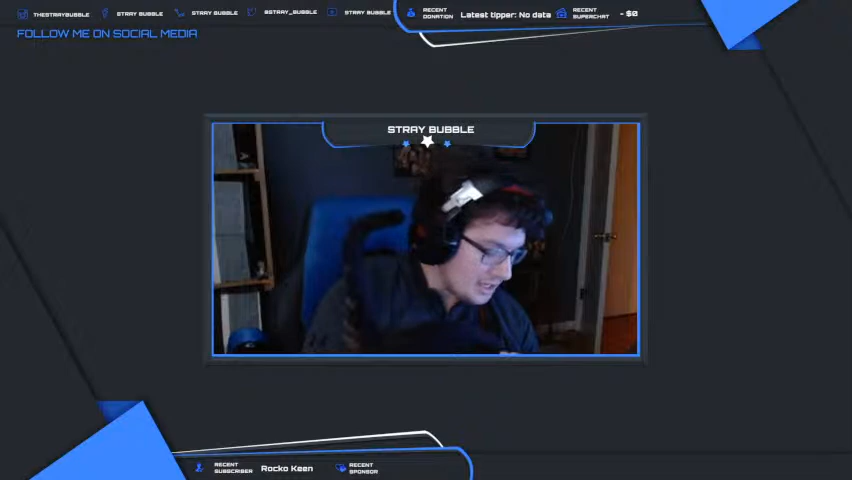 THESTRAYBUBBLE STRAY BUBBLE STRAY BUBBLE @STRAY_BUBBLE STRAY BUBBLE
RECENT DONATION Latest tipper: No data
RECENT SUPERCHAT - $0
FOLLOW ME ON SOCIAL MEDIA
STRAY BUBBLE
RECENT SUBSCRIBER Rocko Keen
RECENT SPONSOR